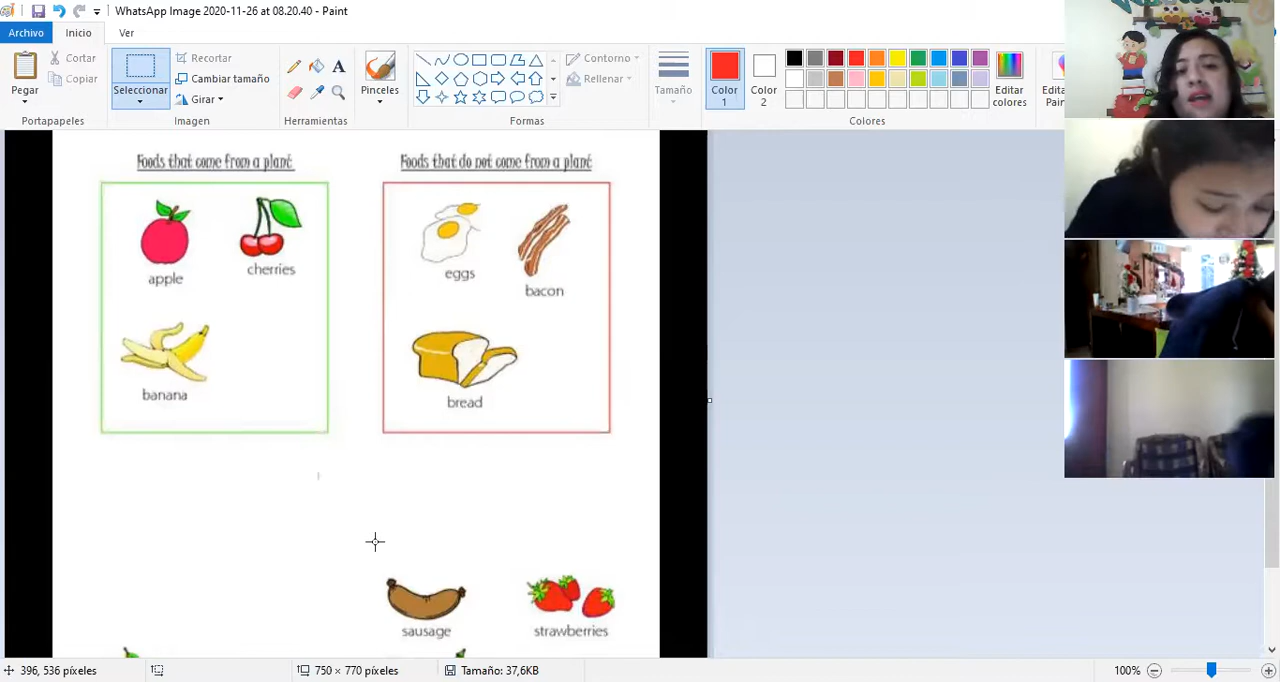 WhatsApp Image 2020-11-26 at 08.20.40 - Paint
Archivo Inicio Ver
Pegar
Cortar
Copiar
Portapapeles
Seleccionar
Recortar
Cambiar tamaño
Girar
Imagen
Herramientas
Pinceles
Contorno
Rellenar
Formas
Tamaño
Color 1
Color 2
Editar colores
Colores
Foods that come from a plant
apple
cherries
banana
Foods that do not come from a plant
eggs
bacon
bread
sausage
strawberries
396, 536 píxeles
750 × 770 píxeles
Tamaño: 37,6KB
100%